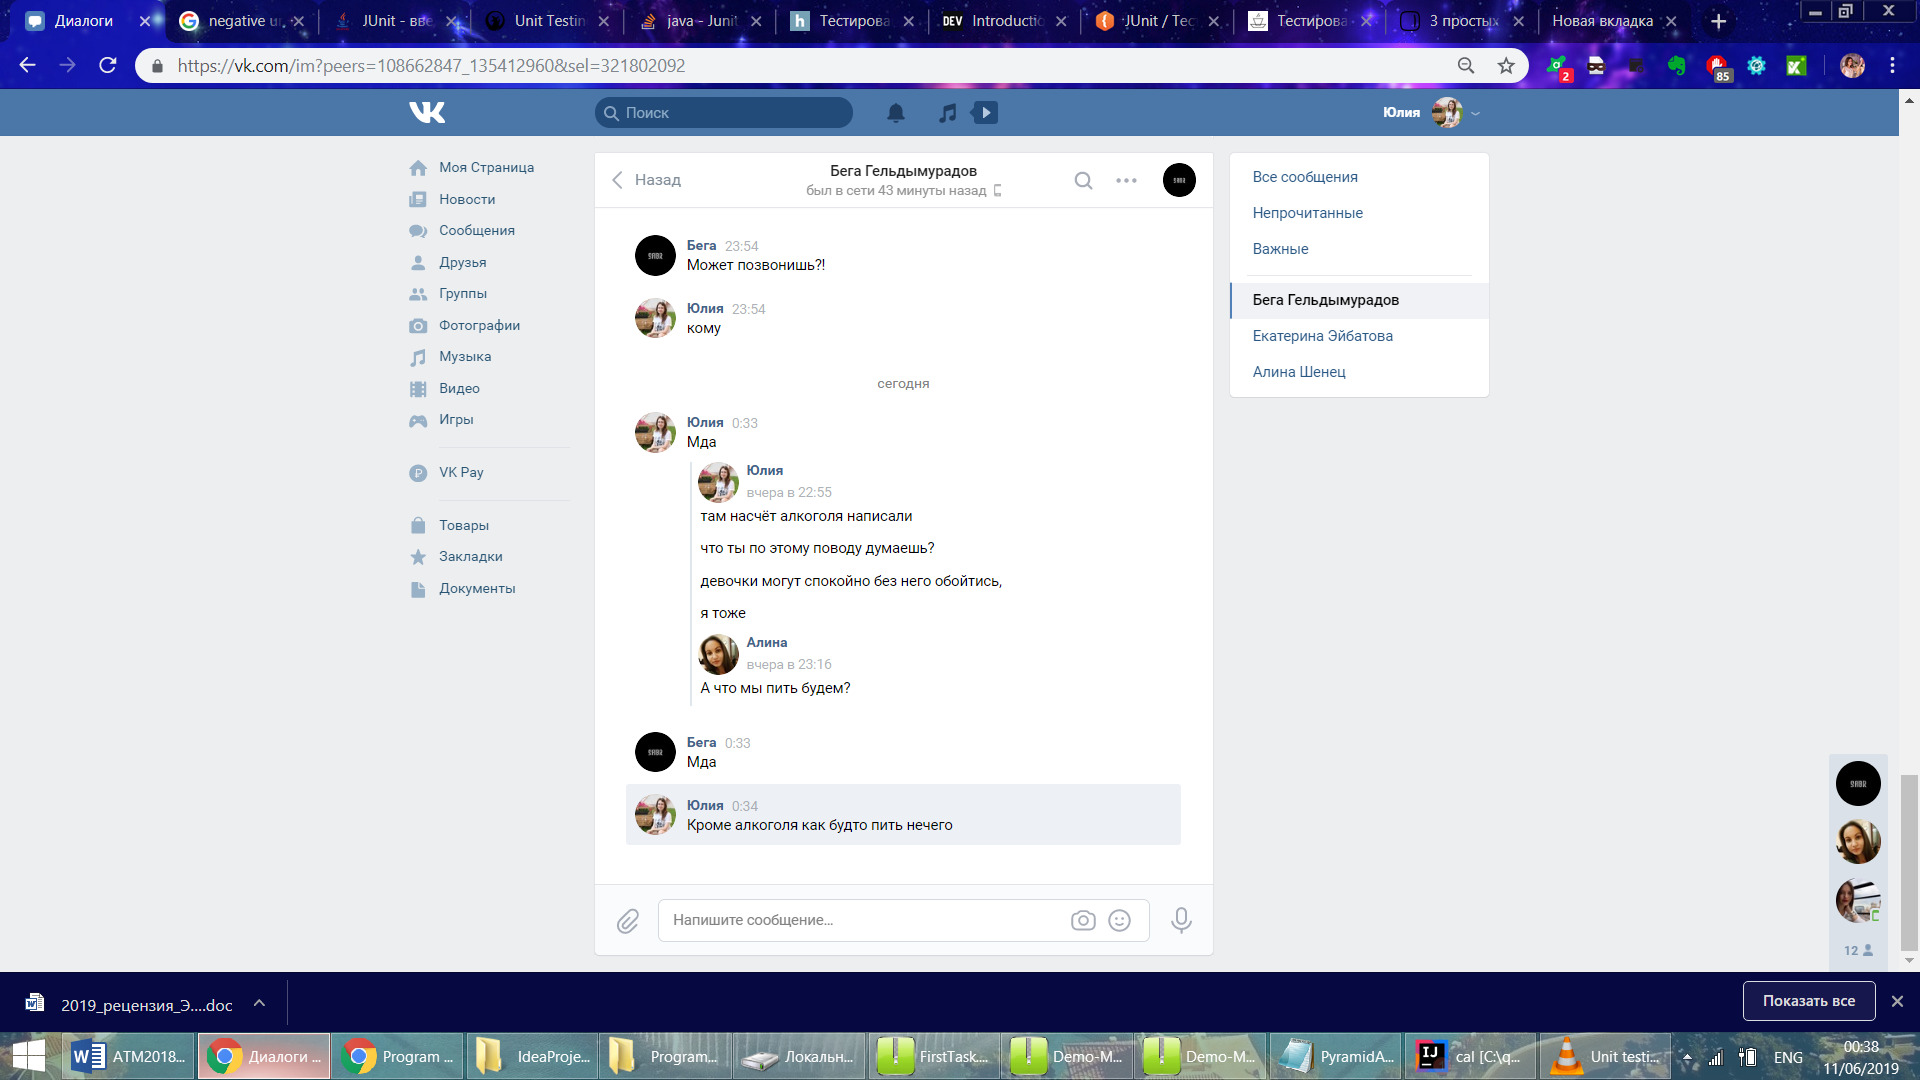 Диалоги
negative u
JUnit - вве
Unit Testin
java - Junit
Тестирова
DEV
Introductio
JUnit / Тес
Тестирова
3 простых
Новая вкладка
https://vk.com/im?peers=108662847_135412960&sel=321802092
2
85
Поиск
Юлия
Моя Страница
Новости
Сообщения
Друзья
Группы
Фотографии
Музыка
Видео
Игры
VK Pay
Товары
Закладки
Документы
Назад
Бега Гельдымурадов
был в сети 43 минуты назад
Бега 23:54
Может позвонишь?!
Юлия 23:54
кому
сегодня
Юлия 0:33
Мда
Юлия
вчера в 22:55
там насчёт алкоголя написали
что ты по этому поводу думаешь?
девочки могут спокойно без него обойтись,
я тоже
Алина
вчера в 23:16
А что мы пить будем?
Бега 0:33
Мда
Юлия 0:34
Кроме алкоголя как будто пить нечего
Напишите сообщение...
Все сообщения
Непрочитанные
Важные
Бега Гельдымурадов
Екатерина Эйбатова
Алина Шенец
12
2019_рецензия_Э....doc
Показать все
ATM2018...
Диалоги ...
Program ...
IdeaProje...
Program...
Локальн...
FirstTask....
Demo-M...
Demo-M...
PyramidA...
cal [C:\q...
Unit testi...
ENG
00:38
11/06/2019